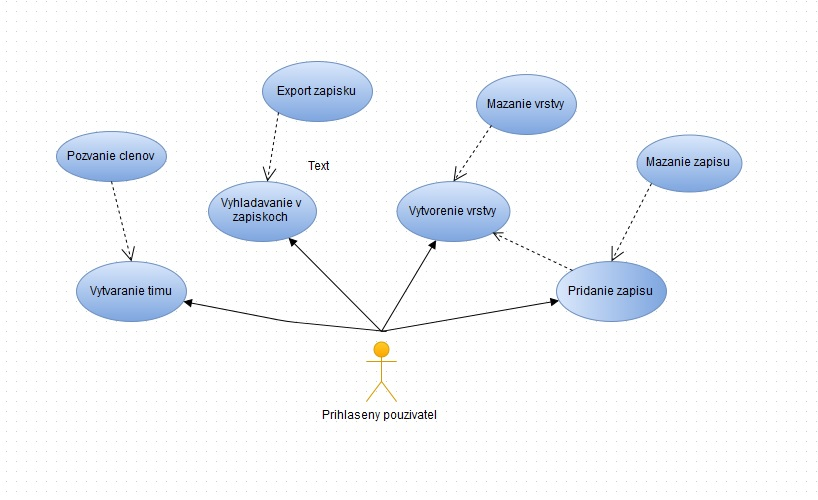 Export zapisku
Mazanie vrstvy
Pozvanie clenov
Text
Mazanie zapisu
Vyhladavanie v
zapiskoch
Vytvorenie vrstvy
Vytvaranie timu
Pridanie zapisu
Prihlaseny pouzivatel